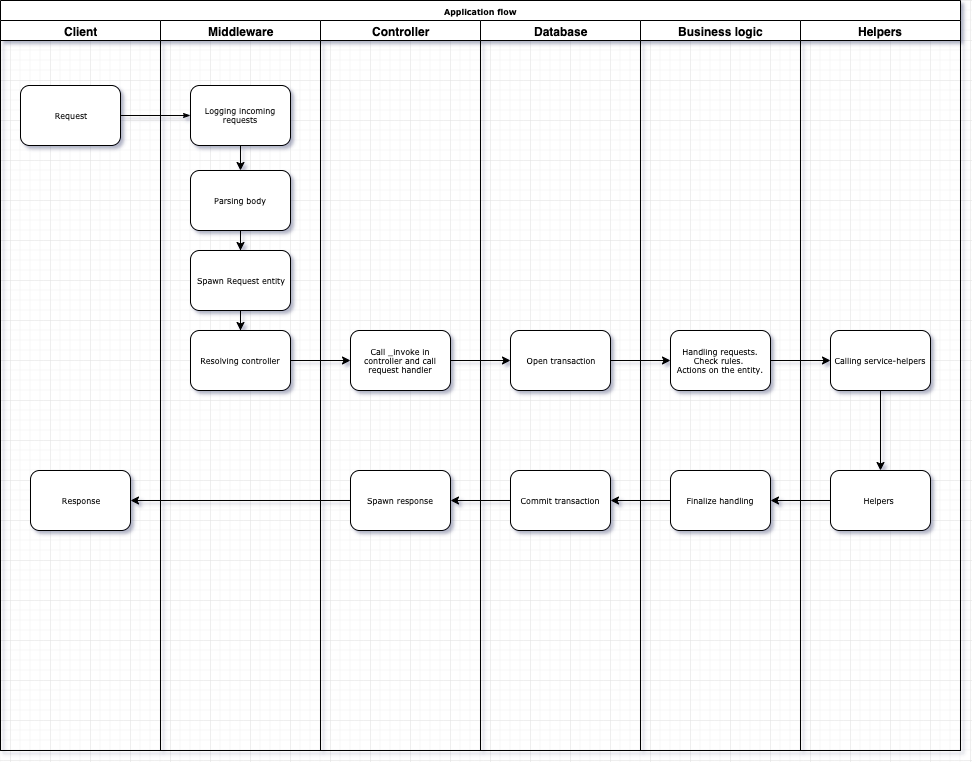 Application flow
Client
Middleware
Controller
Database
Business logic
Helpers
Request
Logging incoming
requests
Parsing body
Spawn Request entity
Resolving controller
Call _invoke in
controller and call
request handler
Open transaction
Handling requests.
Check rules.
Actions on the entity.
Calling service-helpers
Response
Spawn response
Commit transaction
Finalize handling
Helpers